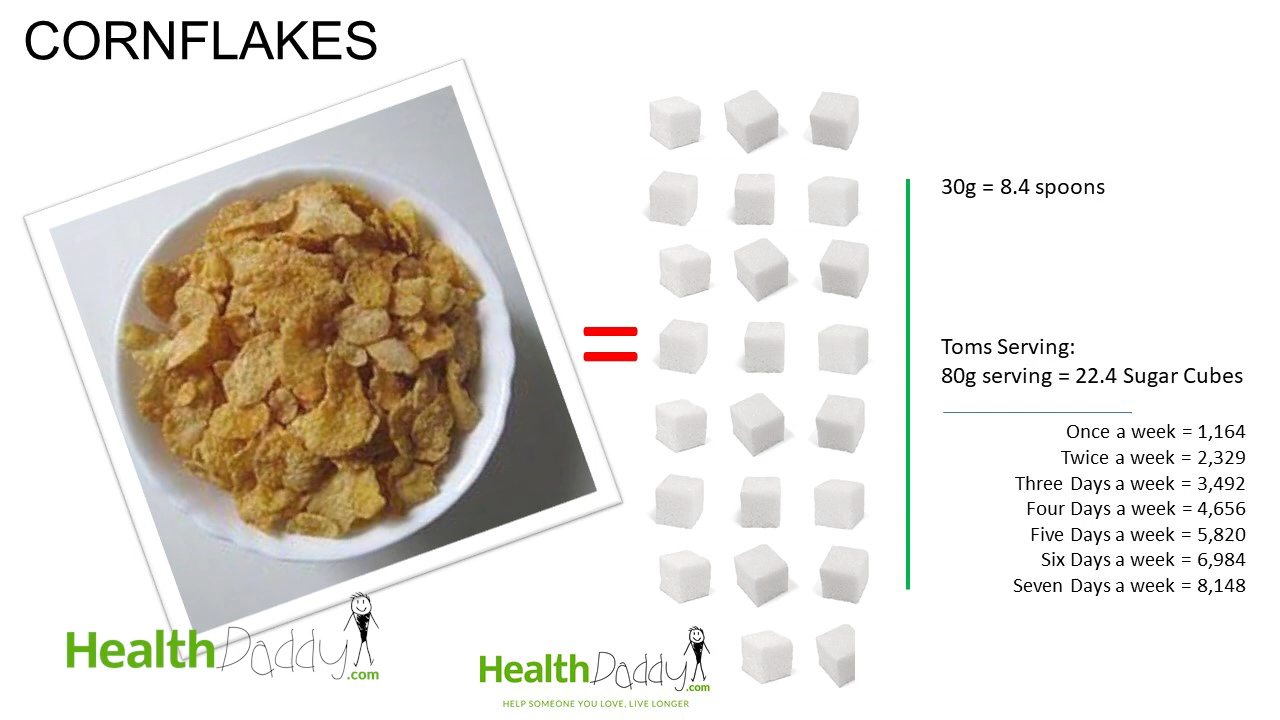 CORNFLAKES
30g = 8.4 spoons
Toms Serving:
80g serving = 22.4 Sugar Cubes
Once a week = 1,164
Twice a week = 2,329
Three Days a week = 3,492
Four Days a week = 4,656
Five Days a week = 5,820
Six Days a week = 6,984
Seven Days a week = 8,148
HealthDaddy.com
HealthDaddy.com
HELP SOMEONE YOU LOVE, LIVE LONGER